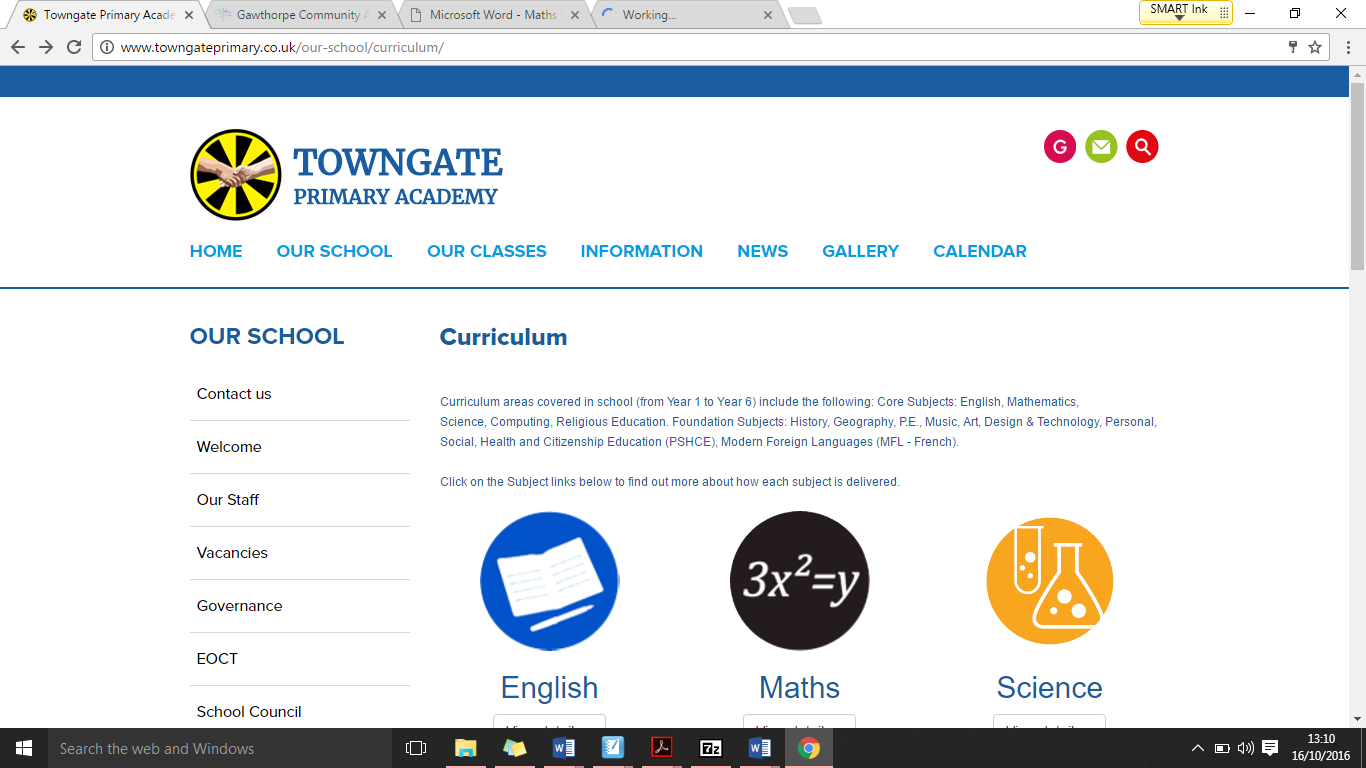 Towngate Primary Acade
Gawthorpe Community A
Microsoft Word - Maths
Working...
SMART Ink
www.towngateprimary.co.uk/our-school/curriculum/
TOWNGATE
PRIMARY ACADEMY
G
HOME OUR SCHOOL OUR CLASSES INFORMATION NEWS GALLERY CALENDAR
OUR SCHOOL
Contact us
Welcome
Our Staff
Vacancies
Governance
EOCT
School Council
Curriculum
Curriculum areas covered in school (from Year 1 to Year 6) include the following: Core Subjects: English, Mathematics,
Science, Computing, Religious Education. Foundation Subjects: History, Geography, P.E., Music, Art, Design & Technology, Personal,
Social, Health and Citizenship Education (PSHCE), Modern Foreign Languages (MFL - French).
Click on the Subject links below to find out more about how each subject is delivered.
3x²=y
English Maths Science
Search the web and Windows
7z
13:10
16/10/2016